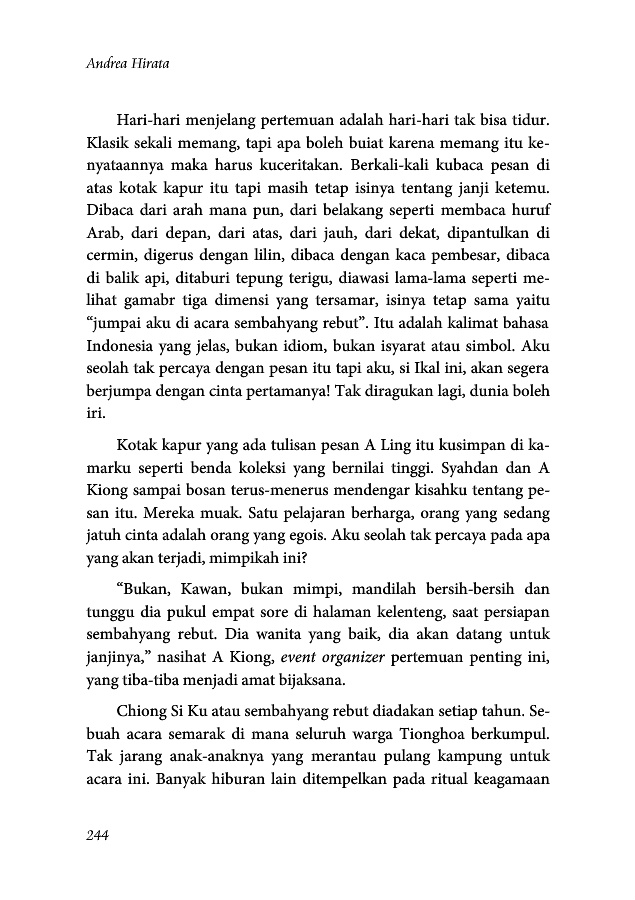 Andrea Hirata
Hari-hari menjelang pertemuan adalah hari-hari tak bisa tidur.
Klasik sekali memang, tapi apa boleh buiat karena memang itu ke-
nyataannya maka harus kuceritakan. Berkali-kali kubaca pesan di
atas kotak kapur itu tapi masih tetap isinya tentang janji ketemu.
Dibaca dari arah mana pun, dari belakang seperti membaca huruf
Arab, dari depan, dari atas, dari jauh, dari dekat, dipantulkan di
cermin, digerus dengan lilin, dibaca dengan kaca pembesar, dibaca
di balik api, ditaburi tepung terigu, diawasi lama-lama seperti me-
lihat gamabr tiga dimensi yang tersamar, isinya tetap sama yaitu
“jumpai aku di acara sembahyang rebut”. Itu adalah kalimat bahasa
Indonesia yang jelas, bukan idiom, bukan isyarat atau simbol. Aku
seolah tak percaya dengan pesan itu tapi aku, si Ikal ini, akan segera
berjumpa dengan cinta pertamanya! Tak diragukan lagi, dunia boleh
iri.
Kotak kapur yang ada tulisan pesan A Ling itu kusimpan di ka-
marku seperti benda koleksi yang bernilai tinggi. Syahdan dan A
Kiong sampai bosan terus-menerus mendengar kisahku tentang pe-
san itu. Mereka muak. Satu pelajaran berharga, orang yang sedang
jatuh cinta adalah orang yang egois. Aku seolah tak percaya pada apa
yang akan terjadi, mimpikah ini?
“Bukan, Kawan, bukan mimpi, mandilah bersih-bersih dan
tunggu dia pukul empat sore di halaman kelenteng, saat persiapan
sembahyang rebut. Dia wanita yang baik, dia akan datang untuk
janjinya,” nasihat A Kiong, event organizer pertemuan penting ini,
yang tiba-tiba menjadi amat bijaksana.
Chiong Si Ku atau sembahyang rebut diadakan setiap tahun. Se-
buah acara semarak di mana seluruh warga Tionghoa berkumpul.
Tak jarang anak-anaknya yang merantau pulang kampung untuk
acara ini. Banyak hiburan lain ditempelkan pada ritual keagamaan
244